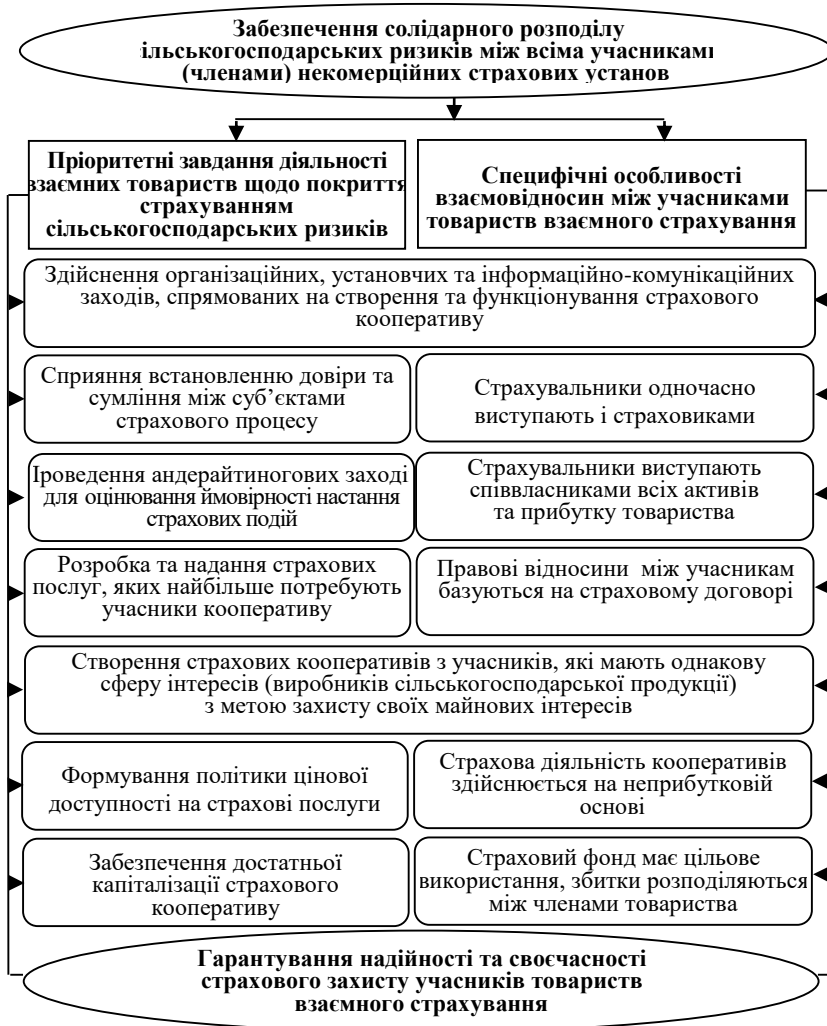 Забезпечення солідарного розподілу
сільськогосподарських ризиків між всіма учасниками
(членами) некомерційних страхових установ
Пріоритетні завдання діяльності
взаємних товариств щодо покриття
страхуванням
сільськогосподарських ризиків
Специфічні особливості
взаємовідносин між учасниками
товариств взаємного страхування
Здійснення організаційних, установчих та інформаційно-комунікаційних
заходів, спрямованих на створення та функціонування страхового
кооперативу
Сприяння встановленню довіри та
сумління між суб’єктами
страхового процесу
Страхувальники одночасно
виступають і страховиками
Проведення андерайтингових заході
для оцінювання ймовірності настання
страхових подій
Страхувальники виступають
співвласниками всіх активів
та прибутку товариства
Розробка та надання страхових
послуг, яких найбільше потребують
учасники кооперативу
Правові відносини між учасникам
базуються на страховому договорі
Створення страхових кооперативів з учасників, які мають однакову
сферу інтересів (виробників сільськогосподарської продукції)
з метою захисту своїх майнових інтересів
Формування політики цінової
доступності на страхові послуги
Страхова діяльність кооперативів
здійснюється на неприбутковій
основі
Забезпечення достатньої
капіталізації страхового
кооперативу
Страховий фонд має цільове
використання, збитки розподіляються
між членами товариства
Гарантування надійності та своєчасності
страхового захисту учасників товариств
взаємного страхування